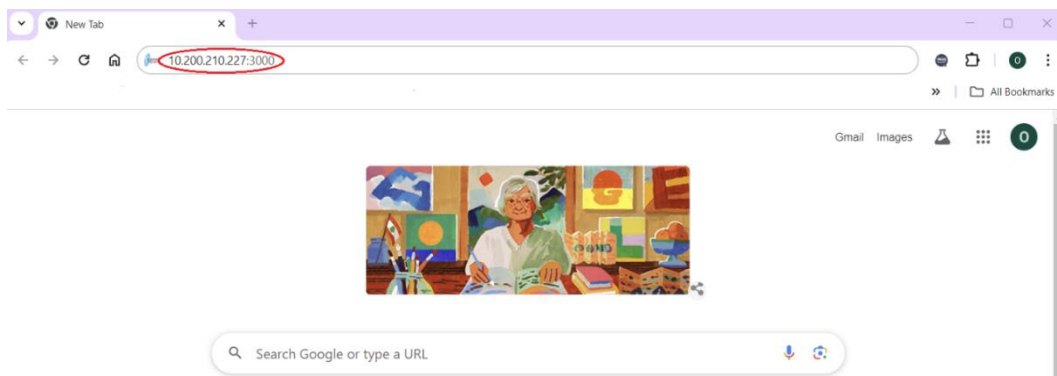 New Tab
10.200.210.227:3000
All Bookmarks
Gmail Images
Search Google or type a URL